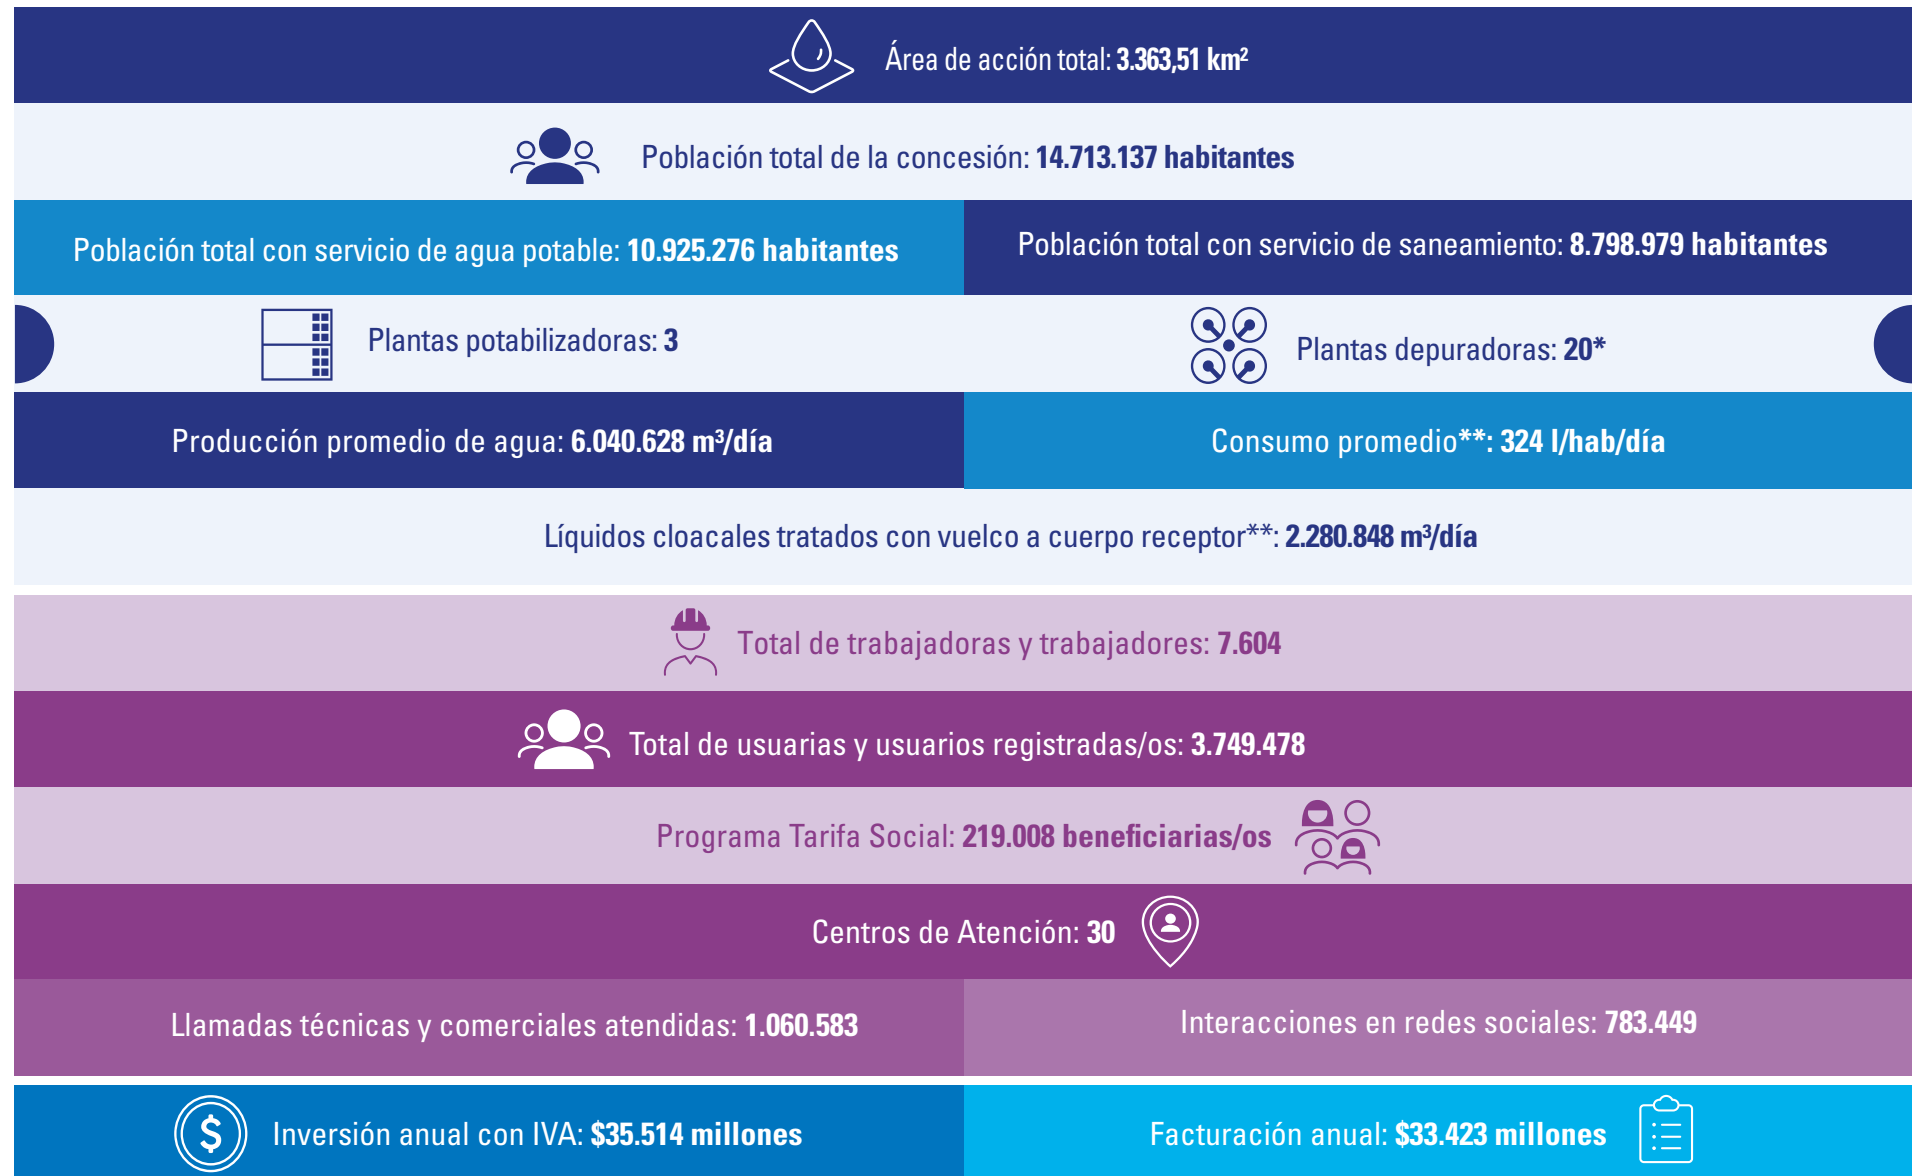 Área de acción total: 3.363,51 km²
Población total de la concesión: 14.713.137 habitantes
Población total con servicio de agua potable: 10.925.276 habitantes
Población total con servicio de saneamiento: 8.798.979 habitantes
Plantas potabilizadoras: 3
Plantas depuradoras: 20*
Producción promedio de agua: 6.040.628 m³/día
Consumo promedio**: 324 l/hab/día
Líquidos cloacales tratados con vuelco a cuerpo receptor**: 2.280.848 m³/día
Total de trabajadoras y trabajadores: 7.604
Total de usuarias y usuarios registradas/os: 3.749.478
Programa Tarifa Social: 219.008 beneficiarias/os
Centros de Atención: 30
Llamadas técnicas y comerciales atendidas: 1.060.583
Interacciones en redes sociales: 783.449
$ Inversión anual con IVA: $35.514 millones
Facturación anual: $33.423 millones